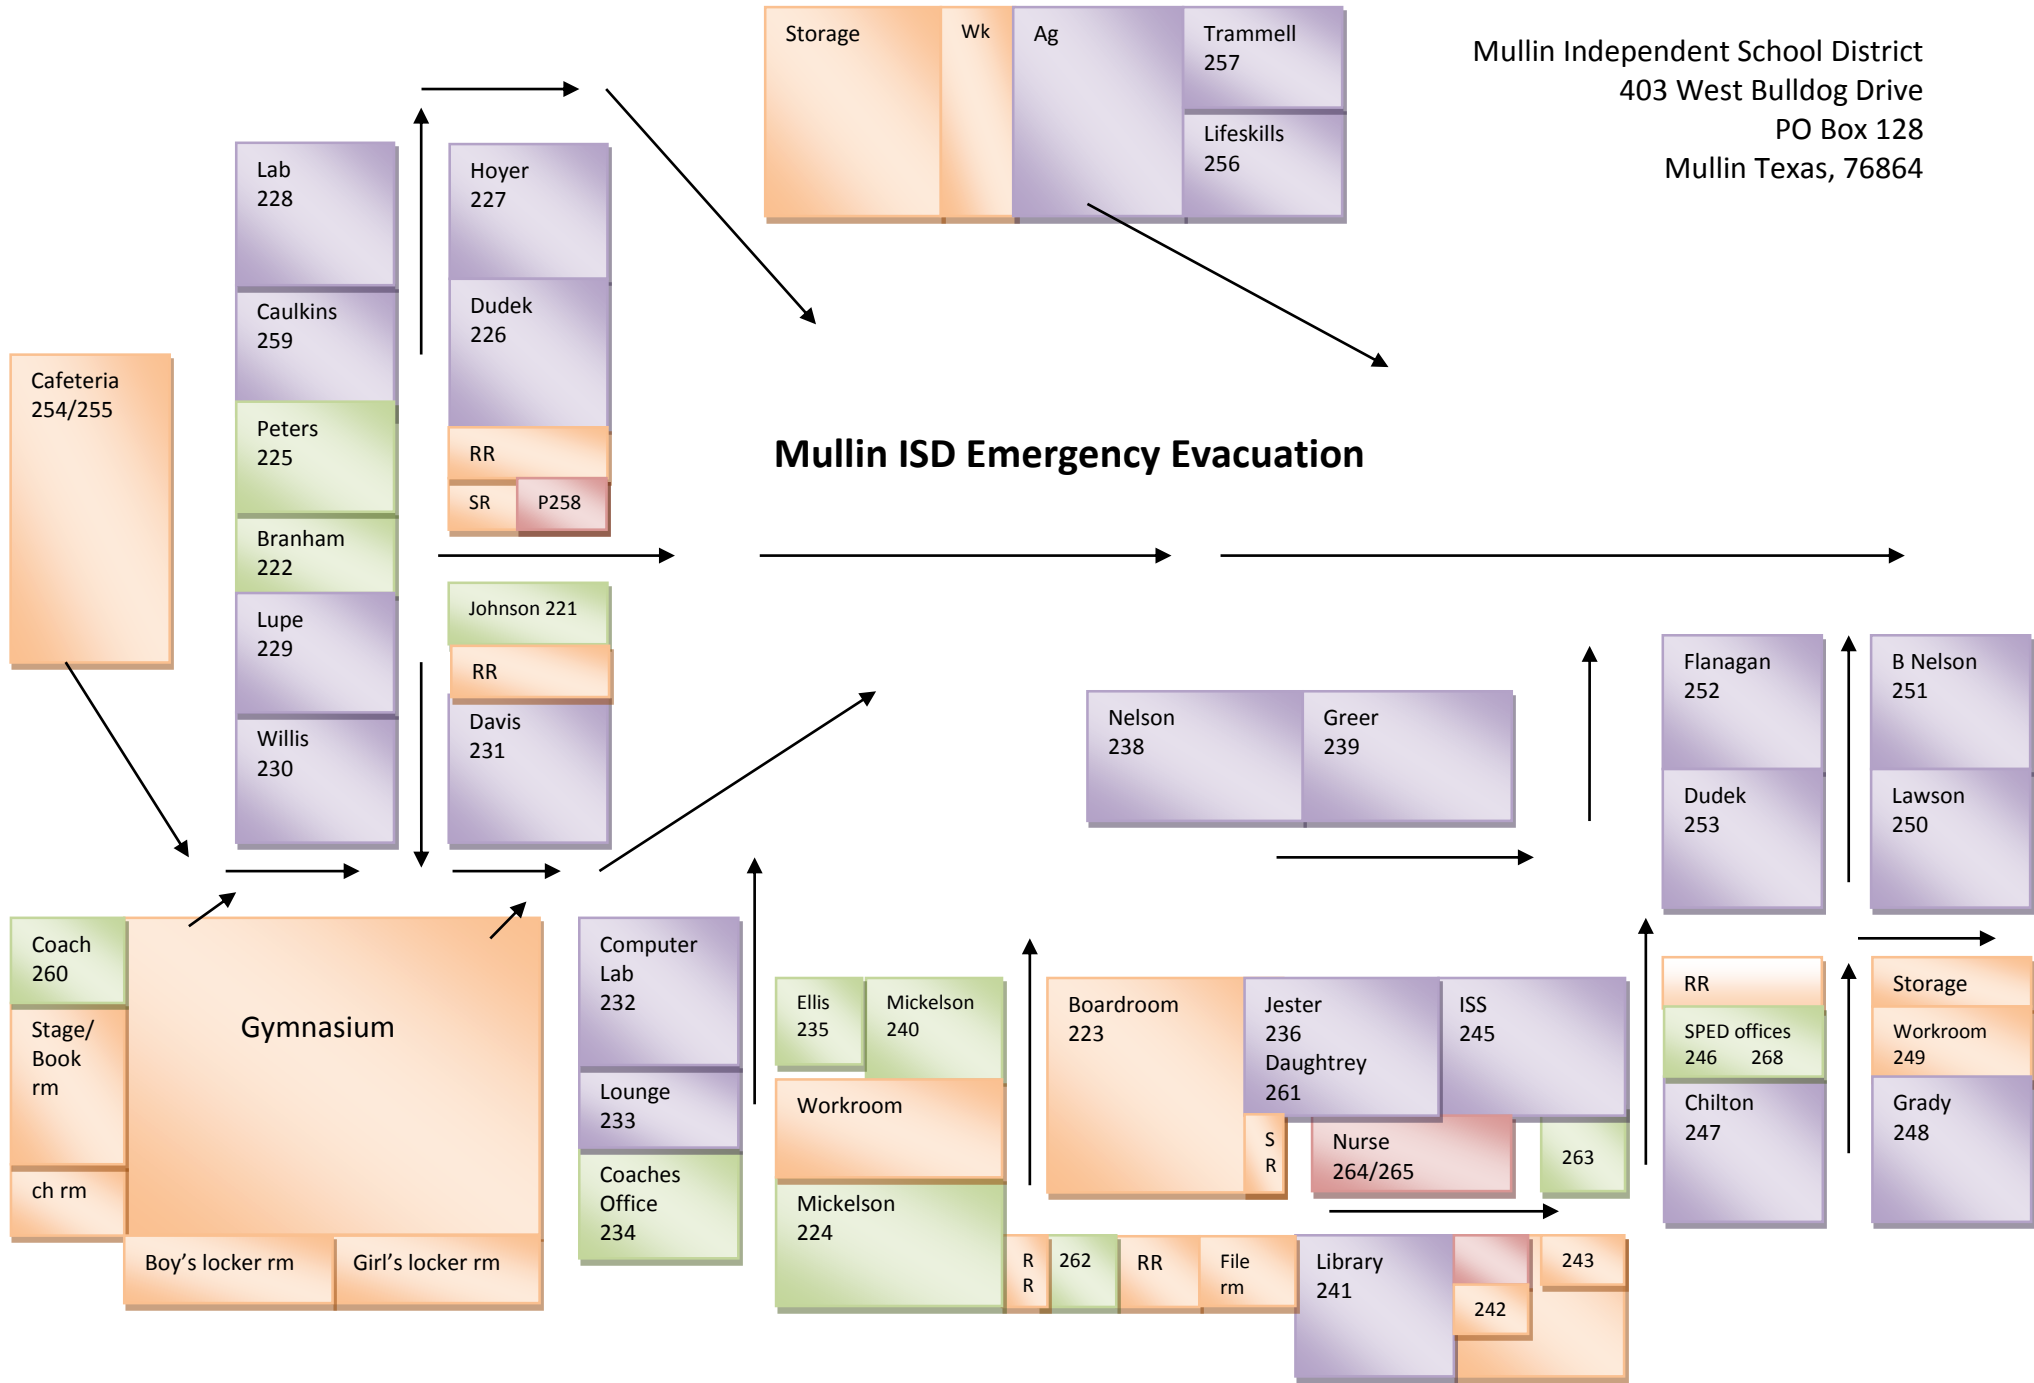 Storage
Wk
Ag
Trammell
257
Lifeskills
256
Mullin Independent School District
403 West Bulldog Drive
PO Box 128
Mullin Texas, 76864
Lab
228
Hoyer
227
Caulkins
259
Dudek
226
Cafeteria
254/255
Peters
225
RR
SR
P258
Mullin ISD Emergency Evacuation
Branham
222
Johnson 221
Lupe
229
RR
Willis
230
Davis
231
Nelson
238
Greer
239
Flanagan
252
B Nelson
251
Dudek
253
Lawson
250
Coach
260
Stage/
Book
rm
ch rm
Gymnasium
Boy's locker rm
Girl's locker rm
Computer
Lab
232
Lounge
233
Coaches
Office
234
Ellis
235
Mickelson
240
Workroom
Mickelson
224
Boardroom
223
Jester
236
Daughtrey
261
ISS
245
S
R
Nurse
264/265
263
R
R
262
RR
File
rm
Library
241
242
243
RR
SPED offices
246 268
Chilton
247
Storage
Workroom
249
Grady
248